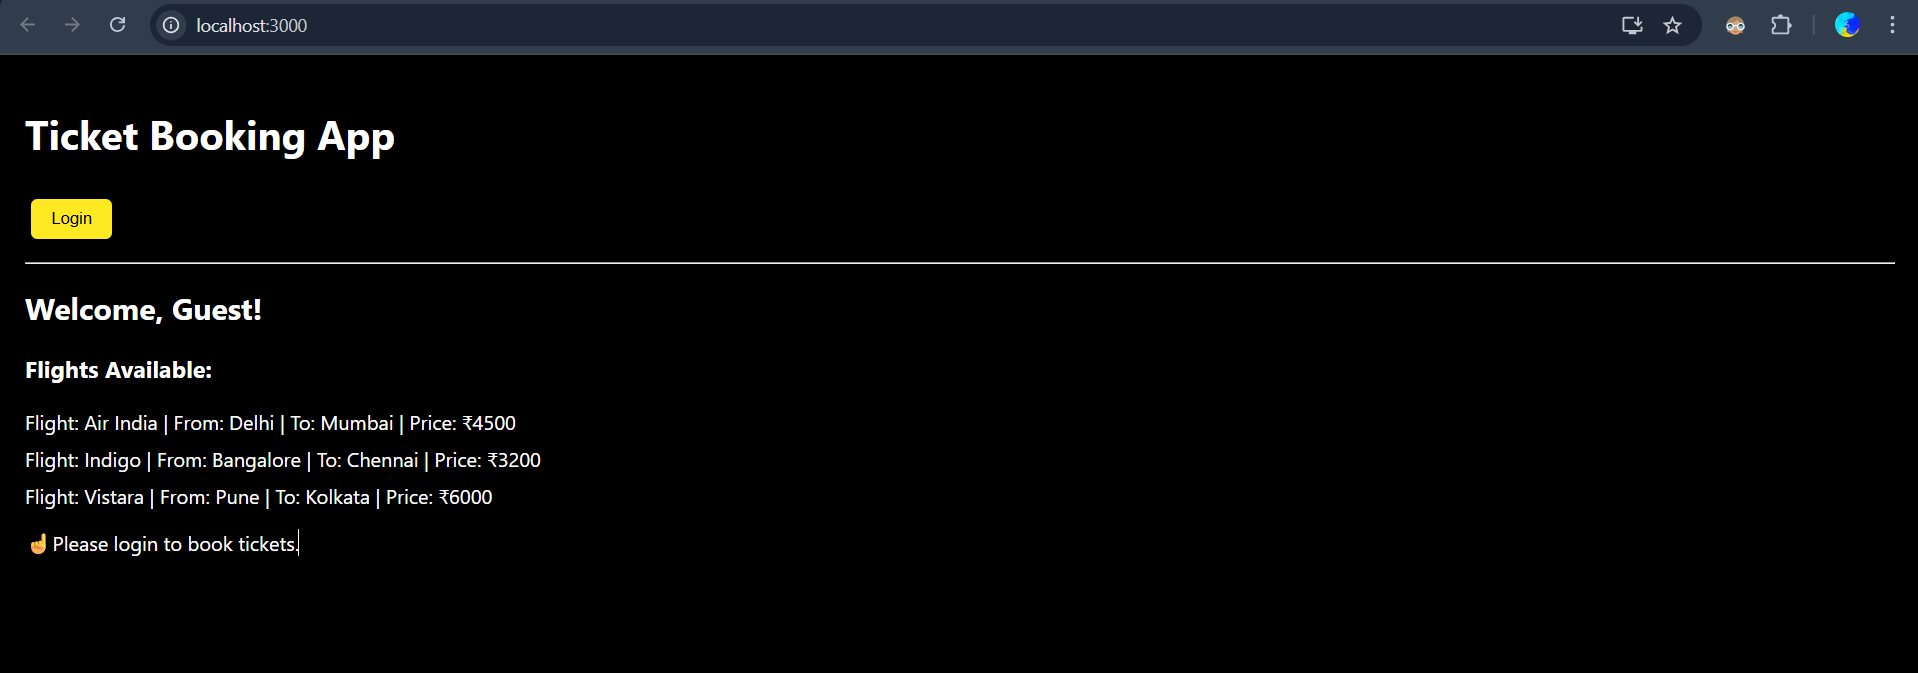 localhost:3000
Ticket Booking App
Login
Welcome, Guest!
Flights Available:
Flight: Air India | From: Delhi | To: Mumbai | Price: ₹4500
Flight: Indigo | From: Bangalore | To: Chennai | Price: ₹3200
Flight: Vistara | From: Pune | To: Kolkata | Price: ₹6000
☝Please login to book tickets.